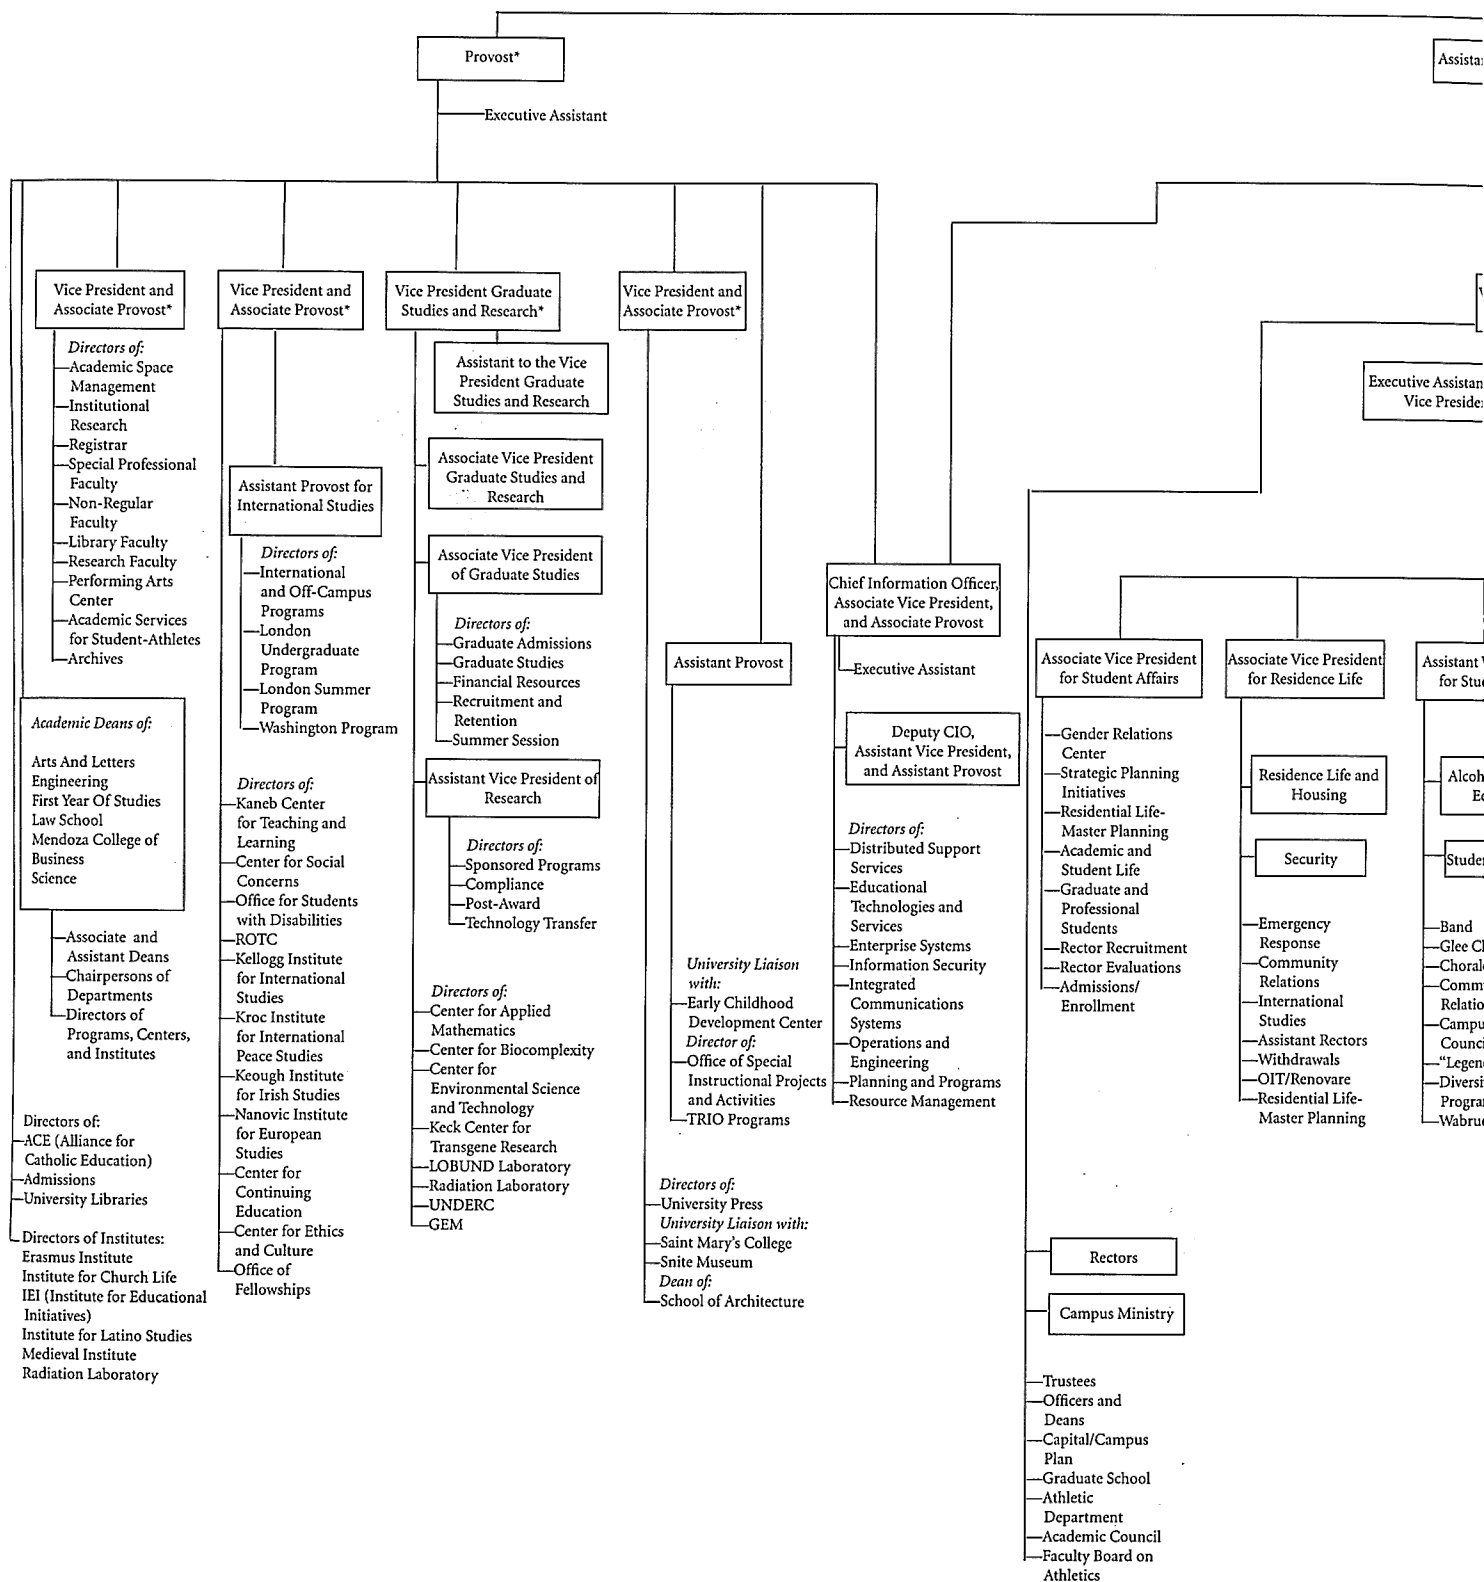 Provost*
Assista
Executive Assistant
Vice President and
Associate Provost*
Directors of:
Academic Space
Management
Institutional
Research
Registrar
Special Professional
Faculty
Non-Regular
Faculty
Library Faculty
Research Faculty
Performing Arts
Center
Academic Services
for Student-Athletes
Archives
Academic Deans of:
Arts And Letters
Engineering
First Year Of Studies
Law School
Mendoza College of
Business
Science
Associate and
Assistant Deans
Chairpersons of
Departments
Directors of
Programs, Centers,
and Institutes
Directors of:
ACE (Alliance for
Catholic Education)
Admissions
University Libraries
Directors of Institutes:
Erasmus Institute
Institute for Church Life
IEI (Institute for Educational
Initiatives)
Institute for Latino Studies
Medieval Institute
Radiation Laboratory
Vice President and
Associate Provost*
Assistant Provost for
International Studies
Directors of:
International
and Off-Campus
Programs
London
Undergraduate
Program
London Summer
Program
Washington Program
Directors of:
Kaneb Center
for Teaching and
Learning
Center for Social
Concerns
Office for Students
with Disabilities
ROTC
Kellogg Institute
for International
Studies
Kroc Institute
for International
Peace Studies
Keough Institute
for Irish Studies
Nanovic Institute
for European
Studies
Center for
Continuing
Education
Center for Ethics
and Culture
Office of
Fellowships
Vice President Graduate
Studies and Research*
Assistant to the Vice
President Graduate
Studies and Research
Associate Vice President
Graduate Studies and
Research
Associate Vice President
of Graduate Studies
Directors of:
Graduate Admissions
Graduate Studies
Financial Resources
Recruitment and
Retention
Summer Session
Assistant Vice President of
Research
Directors of:
Sponsored Programs
Compliance
Post-Award
Technology Transfer
Directors of:
Center for Applied
Mathematics
Center for Biocomplexity
Center for
Environmental Science
and Technology
Keck Center for
Transgene Research
LOBUND Laboratory
Radiation Laboratory
UNDERC
GEM
Vice President and
Associate Provost*
Assistant Provost
University Liaison
with:
Early Childhood
Development Center
Director of:
Office of Special
Instructional Projects
and Activities
TRIO Programs
Directors of:
University Press
University Liaison with:
Saint Mary's College
Snite Museum
Dean of:
School of Architecture
Chief Information Officer,
Associate Vice President,
and Associate Provost
Executive Assistant
Deputy CIO,
Assistant Vice President,
and Assistant Provost
Directors of:
Distributed Support
Services
Educational
Technologies and
Services
Enterprise Systems
Information Security
Integrated
Communications
Systems
Operations and
Engineering
Planning and Programs
Resource Management
Executive Assistan
Vice Preside
Associate Vice President
for Student Affairs
Gender Relations
Center
Strategic Planning
Initiatives
Residential Life-
Master Planning
Academic and
Student Life
Graduate and
Professional
Students
Rector Recruitment
Rector Evaluations
Admissions/
Enrollment
Rectors
Campus Ministry
Trustees
Officers and
Deans
Capital/Campus
Plan
Graduate School
Athletic
Department
Academic Council
Faculty Board on
Athletics
Associate Vice President
for Residence Life
Residence Life and
Housing
Security
Emergency
Response
Community
Relations
International
Studies
Assistant Rectors
Withdrawals
OIT/Renovare
Residential Life-
Master Planning
Assistant
for Stu
Alcoh
E
Studen
Band
Glee C
Choral
Comm
Relatio
Campu
Counci
"Legen
Diversi
Progra
Wabru